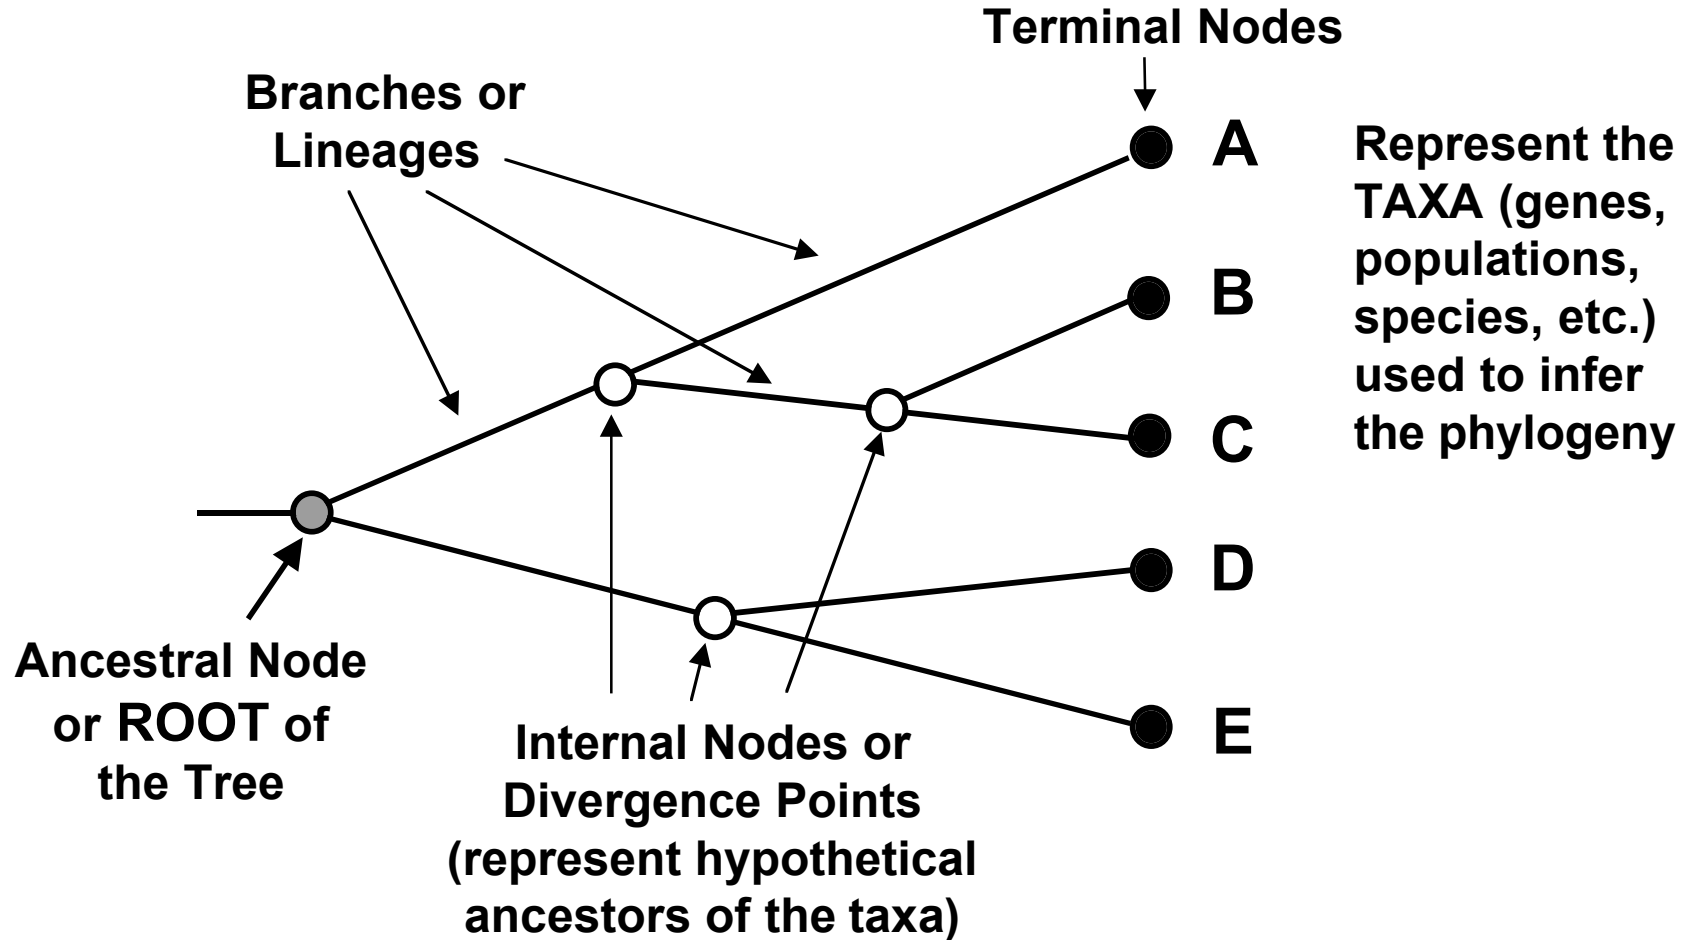 Terminal Nodes
Branches or
Lineages
A
B
C
D
E
Represent the
TAXA (genes,
populations,
species, etc.)
used to infer
the phylogeny
Ancestral Node
or ROOT of
the Tree
Internal Nodes or
Divergence Points
(represent hypothetical
ancestors of the taxa)